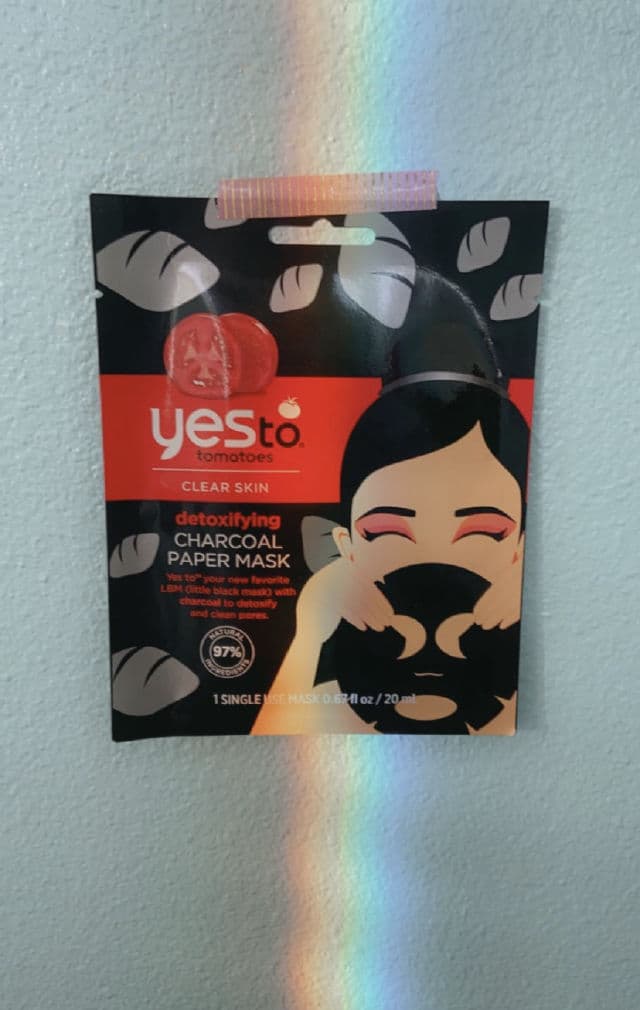 yes to
tomatoes
CLEAR SKIN
detoxifying
CHARCOAL
PAPER MASK
Yes to™ your new favorite
LBM (little black mask) with
charcoal to detoxify
and clean pores.
NATURAL
97%
INGREDIENTS
1 SINGLE USE MASK 0.67 fl oz / 20 ml